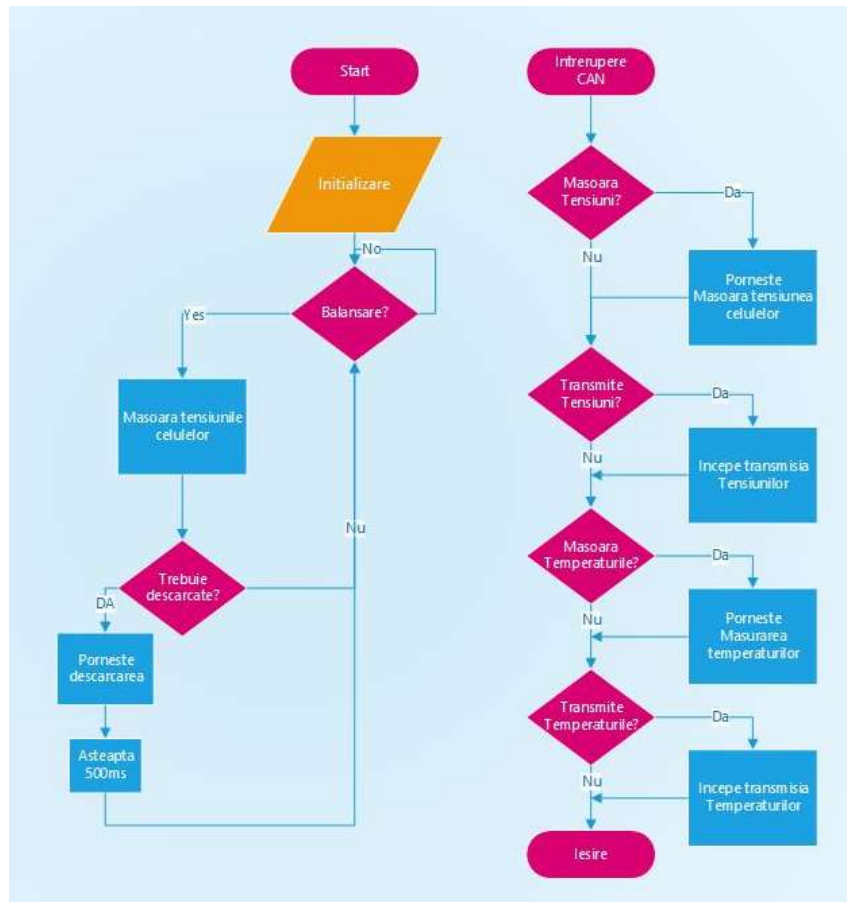 Start
Initializare
No
Balansare?
Yes
Masoara tensiunile
celulelor
Nu
Trebuie
descarcate?
DA
Porneste
descarcarea
Asteapta
500ms
Intrerupere
CAN
Masoara
Tensiuni?
Da
Nu
Porneste
Masoara tensiunea
celulelor
Transmite
Tensiuni?
Da
Nu
Incepe transmisia
Tensiunilor
Masoara
Temperaturile?
Da
Nu
Porneste
Masurarea
temperaturilor
Transmite
Temperaturile?
Da
Nu
Incepe transmisia
Temperaturilor
Iesire